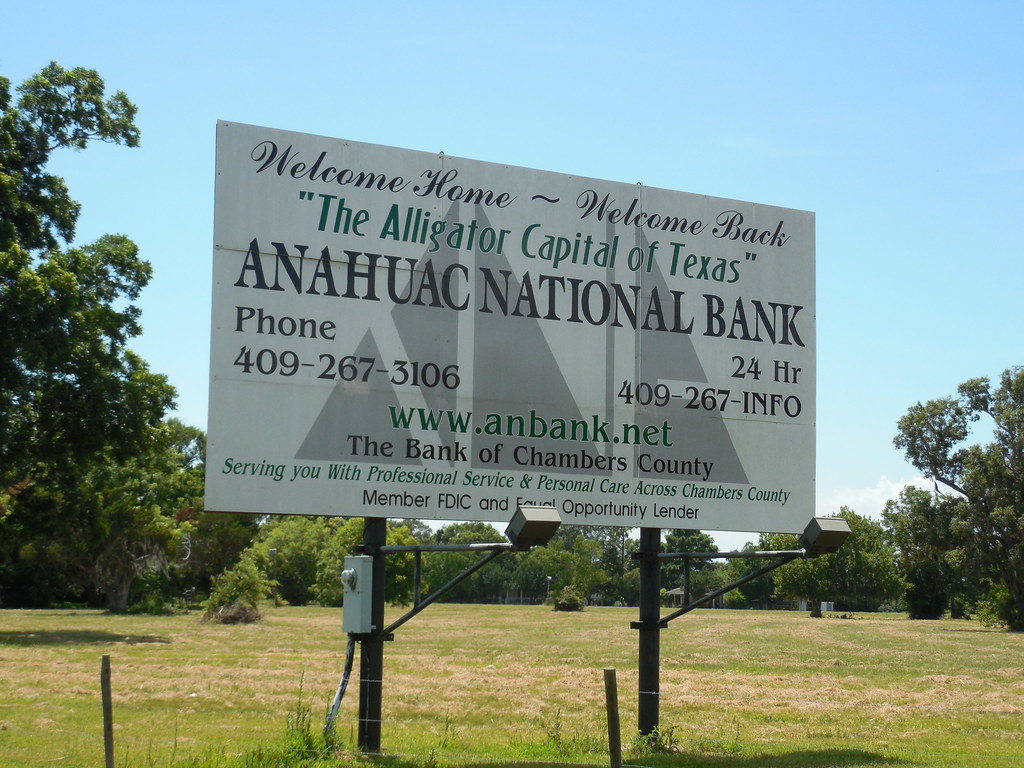 Welcome Home ~ Welcome Back
"The Alligator Capital of Texas"
ANAHUAC NATIONAL BANK
Phone
409-267-3106
24 Hr
409-267-INFO
www.anbank.net
The Bank of Chambers County
Serving you With Professional Service & Personal Care Across Chambers County
Member FDIC and Equal Opportunity Lender